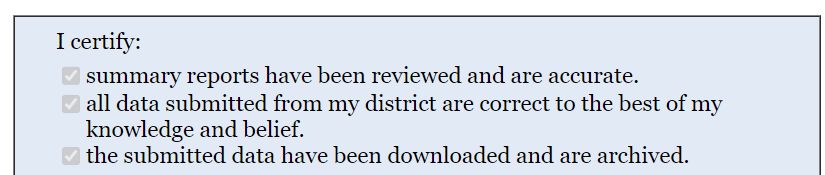 I certify:
summary reports have been reviewed and are accurate.
all data submitted from my district are correct to the best of my
knowledge and belief.
the submitted data have been downloaded and are archived.